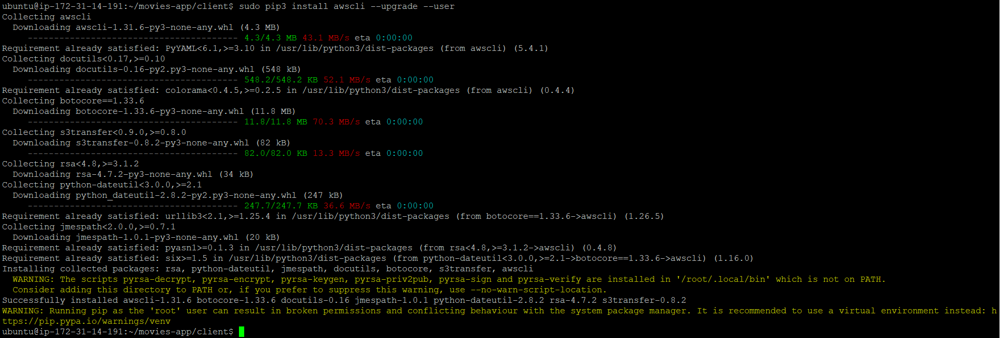 ubuntu@ip-172-31-14-191:~/movies-app/client$ sudo pip3 install awscli --upgrade --user
Collecting awscli
  Downloading awscli-1.31.6-py3-none-any.whl (4.3 MB)
     ---------------------------------------- 4.3/4.3 MB 43.1 MB/s eta 0:00:00
Requirement already satisfied: PyYAML<6.1,>=3.10 in /usr/lib/python3/dist-packages (from awscli) (5.4.1)
Collecting docutils<0.17,>=0.10
  Downloading docutils-0.16-py2.py3-none-any.whl (548 kB)
     ---------------------------------------- 548.2/548.2 KB 52.1 MB/s eta 0:00:00
Requirement already satisfied: colorama<0.4.5,>=0.2.5 in /usr/lib/python3/dist-packages (from awscli) (0.4.4)
Collecting botocore==1.33.6
  Downloading botocore-1.33.6-py3-none-any.whl (11.8 MB)
     ---------------------------------------- 11.8/11.8 MB 70.3 MB/s eta 0:00:00
Collecting s3transfer<0.9.0,>=0.8.0
  Downloading s3transfer-0.8.2-py3-none-any.whl (82 kB)
     ---------------------------------------- 82.0/82.0 KB 13.3 MB/s eta 0:00:00
Collecting rsa<4.8,>=3.1.2
  Downloading rsa-4.7.2-py3-none-any.whl (34 kB)
Collecting python-dateutil<3.0.0,>=2.1
  Downloading python_dateutil-2.8.2-py2.py3-none-any.whl (247 kB)
     ---------------------------------------- 247.7/247.7 KB 36.6 MB/s eta 0:00:00
Requirement already satisfied: urllib3<2.1,>=1.25.4 in /usr/lib/python3/dist-packages (from botocore==1.33.6->awscli) (1.26.5)
Collecting jmespath<2.0.0,>=0.7.1
  Downloading jmespath-1.0.1-py3-none-any.whl (20 kB)
Requirement already satisfied: pyasn1>=0.1.3 in /usr/lib/python3/dist-packages (from rsa<4.8,>=3.1.2->awscli) (0.4.8)
Requirement already satisfied: six>=1.5 in /usr/lib/python3/dist-packages (from python-dateutil<3.0.0,>=2.1->botocore==1.33.6->awscli) (1.16.0)
Installing collected packages: rsa, python-dateutil, jmespath, docutils, botocore, s3transfer, awscli
  WARNING: The scripts pyrsa-decrypt, pyrsa-encrypt, pyrsa-keygen, pyrsa-priv2pub, pyrsa-sign and pyrsa-verify are installed in '/root/.local/bin' which is not on PATH.
  Consider adding this directory to PATH or, if you prefer to suppress this warning, use --no-warn-script-location.
Successfully installed awscli-1.31.6 botocore-1.33.6 docutils-0.16 jmespath-1.0.1 python-dateutil-2.8.2 rsa-4.7.2 s3transfer-0.8.2
WARNING: Running pip as the 'root' user can result in broken permissions and conflicting behaviour with the system package manager. It is recommended to use a virtual environment instead: h
ttps://pip.pypa.io/warnings/venv
ubuntu@ip-172-31-14-191:~/movies-app/client$